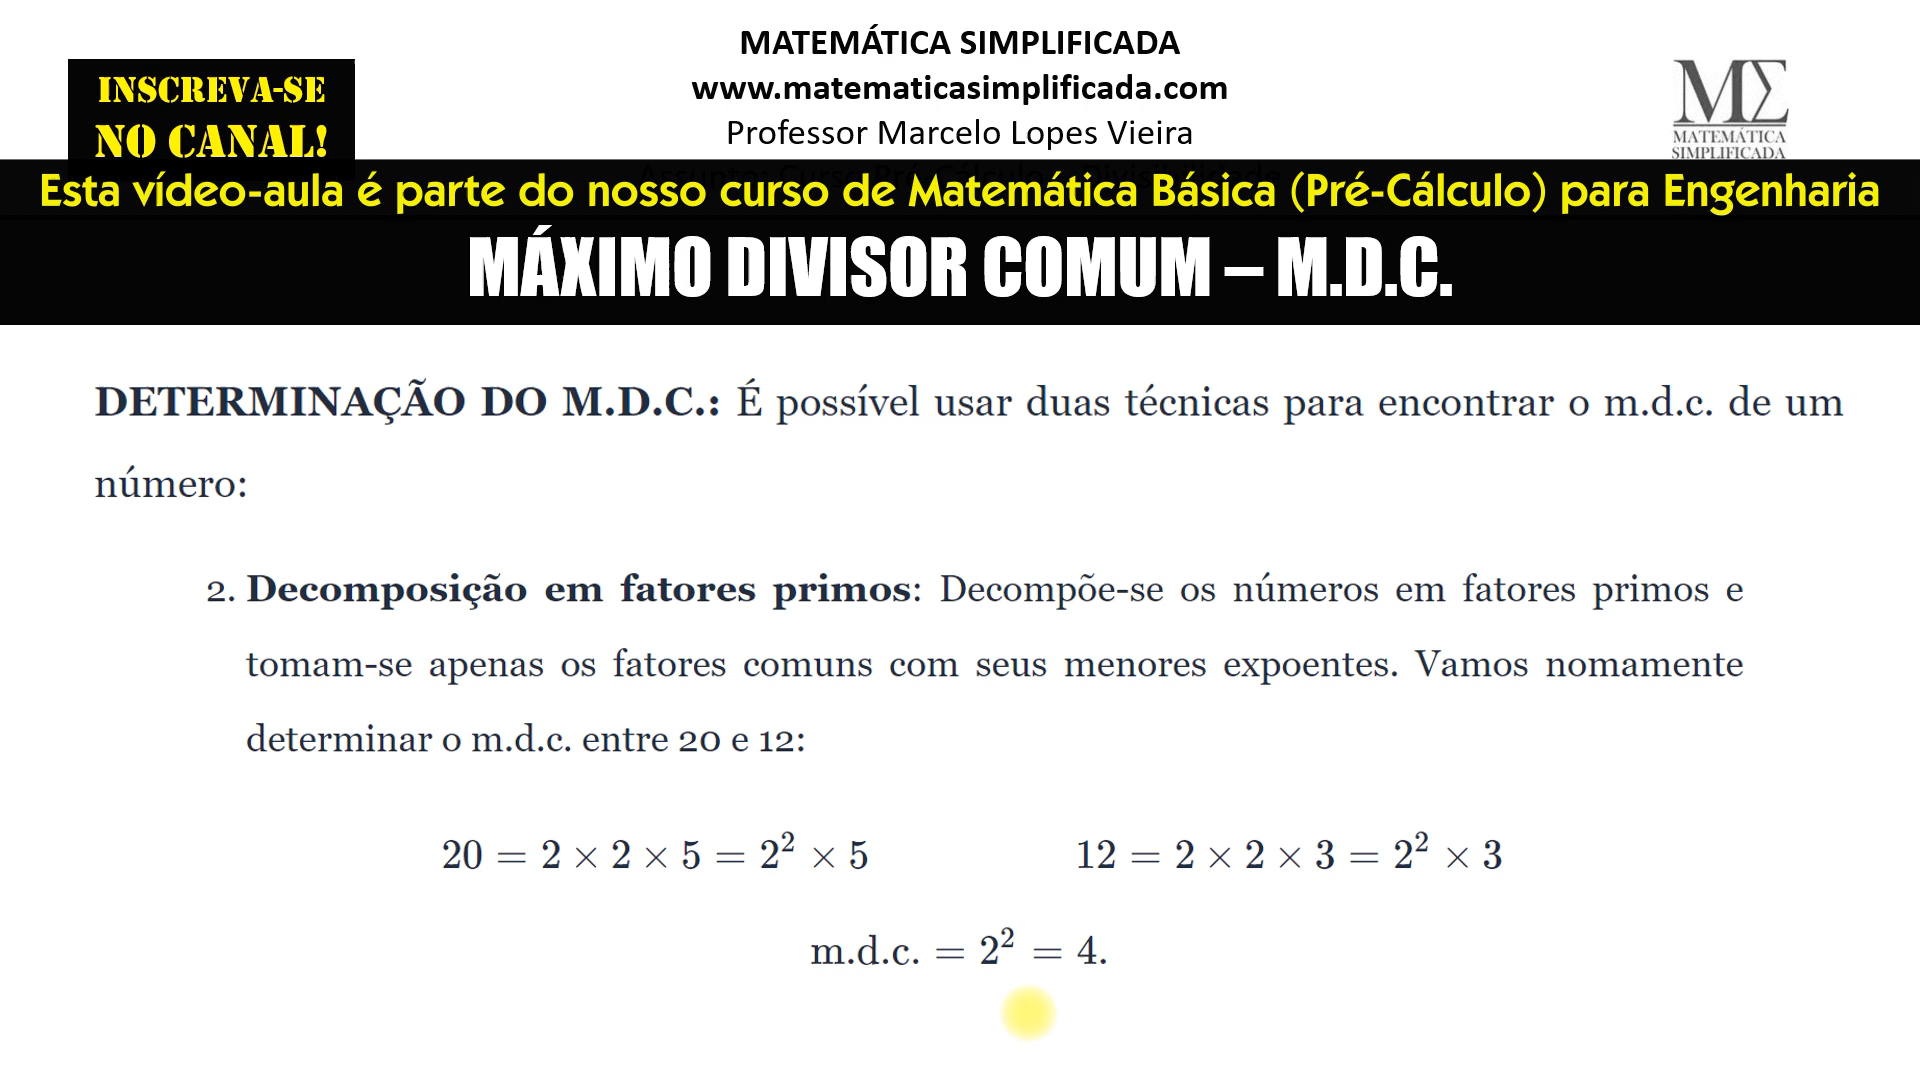 MATEMÁTICA SIMPLIFICADA
www.matematicasimplificada.com
Professor Marcelo Lopes Vieira
INSCREVA-SE
NO CANAL!
MΣ
MATEMÁTICA
SIMPLIFICADA
Esta vídeo-aula é parte do nosso curso de Matemática Básica (Pré-Cálculo) para Engenharia
MÁXIMO DIVISOR COMUM – M.D.C.
DETERMINAÇÃO DO M.D.C.: É possível usar duas técnicas para encontrar o m.d.c. de um
número:
2. Decomposição em fatores primos: Decompõe-se os números em fatores primos e
tomam-se apenas os fatores comuns com seus menores expoentes. Vamos nomamente
determinar o m.d.c. entre 20 e 12:
20 = 2 × 2 × 5 = 2² × 5 12 = 2 × 2 × 3 = 2² × 3
m.d.c. = 2² = 4.